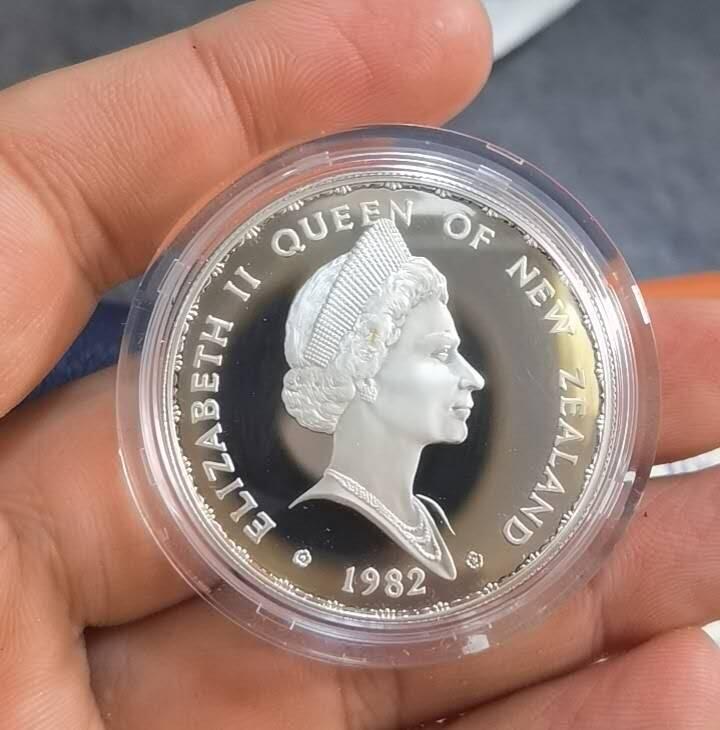 ELIZABETH II QUEEN OF NEW ZEALAND
1982